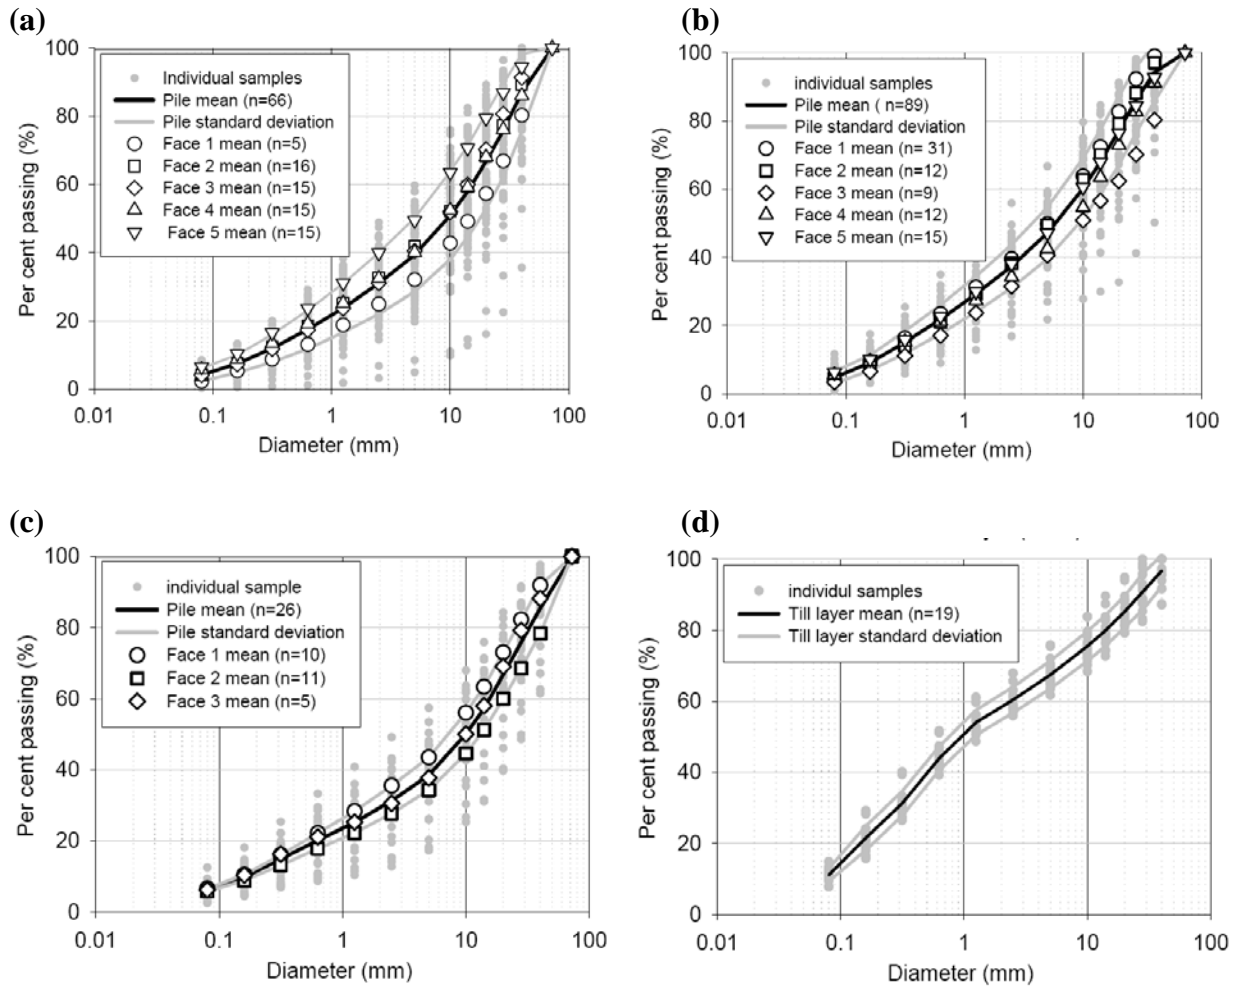 (a)
100
80
60
40
20
0
Per cent passing (%)
Individual samples
Pile mean (n=66)
Pile standard deviation
Face 1 mean (n=5)
Face 2 mean (n=16)
Face 3 mean (n=15)
Face 4 mean (n=15)
Face 5 mean (n=15)
0.01 0.1 1 10 100
Diameter (mm)
(b)
100
80
60
40
20
0
Per cent passing (%)
individual samples
Pile mean ( n=89)
Pile standard deviation
Face 1 mean (n= 31)
Face 2 mean (n=12)
Face 3 mean (n=9)
Face 4 mean (n=12)
Face 5 mean (n=15)
0.01 0.1 1 10 100
Diameter (mm)
(c)
100
80
60
40
20
0
Per cent passing (%)
individual sample
Pile mean (n=26)
Pile standard deviation
Face 1 mean (n=10)
Face 2 mean (n=11)
Face 3 mean (n=5)
0.01 0.1 1 10 100
Diameter (mm)
(d)
100
80
60
40
20
0
Per cent passing (%)
individul samples
Till layer mean (n=19)
Till layer standard deviation
0.01 0.1 1 10 100
Diameter (mm)